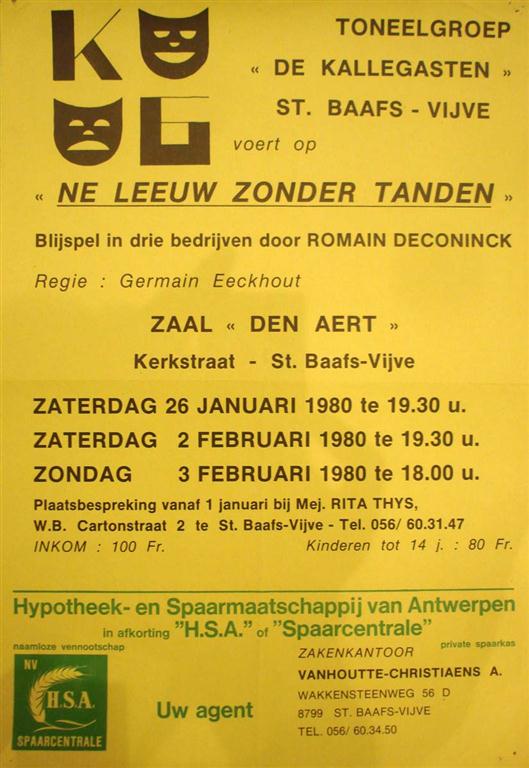 K
G
TONEELGROEP
« DE KALLEGASTEN »
ST. BAAFS - VIJVE
voert op
« NE LEEUW ZONDER TANDEN »
Blijspel in drie bedrijven door ROMAIN DECONINCK
Regie : Germain Eeckhout
ZAAL « DEN AERT »
Kerkstraat - St. Baafs-Vijve
ZATERDAG 26 JANUARI 1980 te 19.30 u.
ZATERDAG 2 FEBRUARI 1980 te 19.30 u.
ZONDAG 3 FEBRUARI 1980 te 18.00 u.
Plaatsbespreking vanaf 1 januari bij Mej. RITA THYS,
W.B. Cartonstraat 2 te St. Baafs-Vijve - Tel. 056/ 60.31.47
INKOM : 100 Fr. Kinderen tot 14 j. : 80 Fr.
Hypotheek- en Spaarmaatschappij van Antwerpen
in afkorting "H.S.A." of "Spaarcentrale"
naamloze vennootschap private spaarkas
NV
H.S.A.
SPAARCENTRALE
Uw agent
ZAKENKANTOOR
VANHOUTTE-CHRISTIAENS A.
WAKKENSTEENWEG 56 D
8799 ST. BAAFS-VIJVE
TEL. 056/ 60.34.50